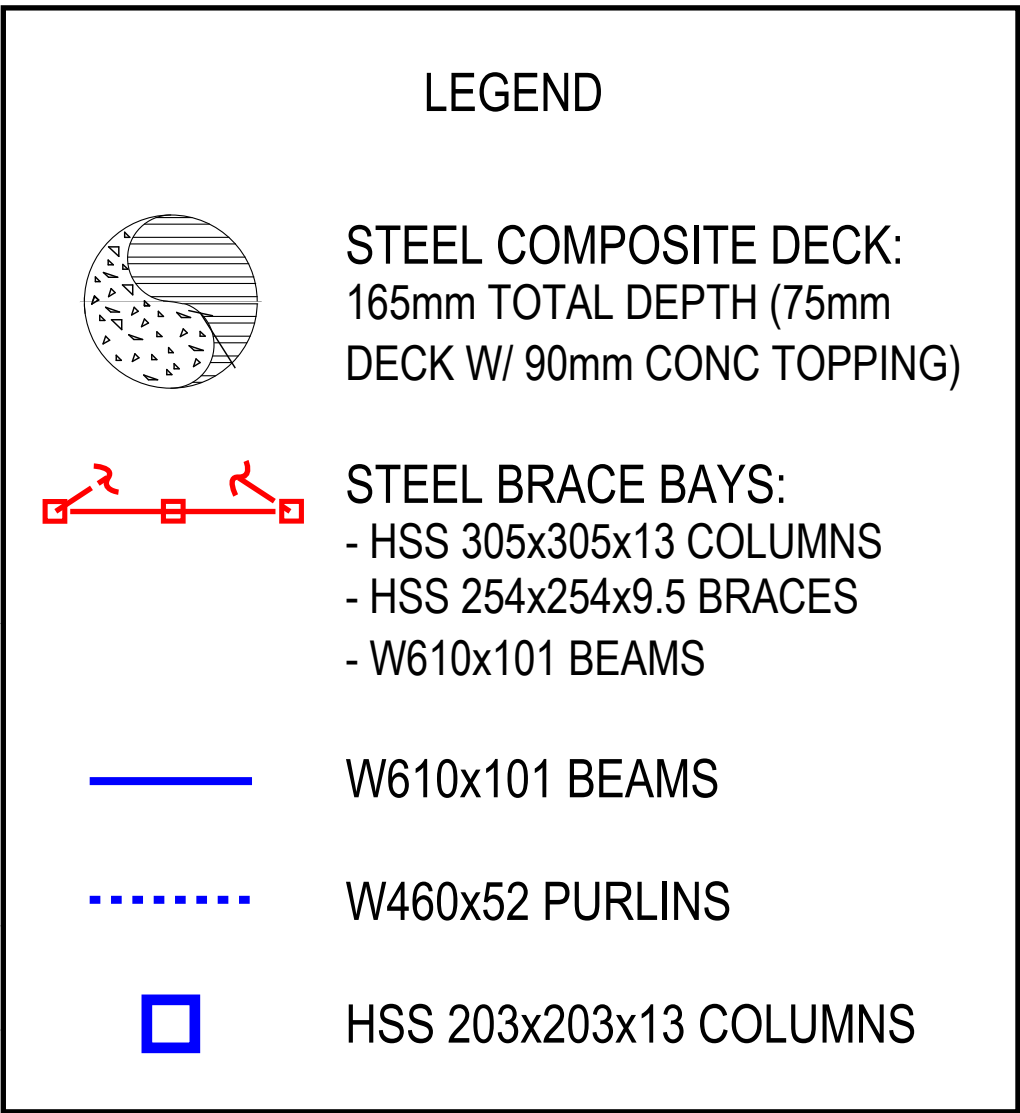 LEGEND
STEEL COMPOSITE DECK:
165mm TOTAL DEPTH (75mm
DECK W/ 90mm CONC TOPPING)
STEEL BRACE BAYS:
- HSS 305x305x13 COLUMNS
- HSS 254x254x9.5 BRACES
- W610x101 BEAMS
W610x101 BEAMS
W460x52 PURLINS
HSS 203x203x13 COLUMNS